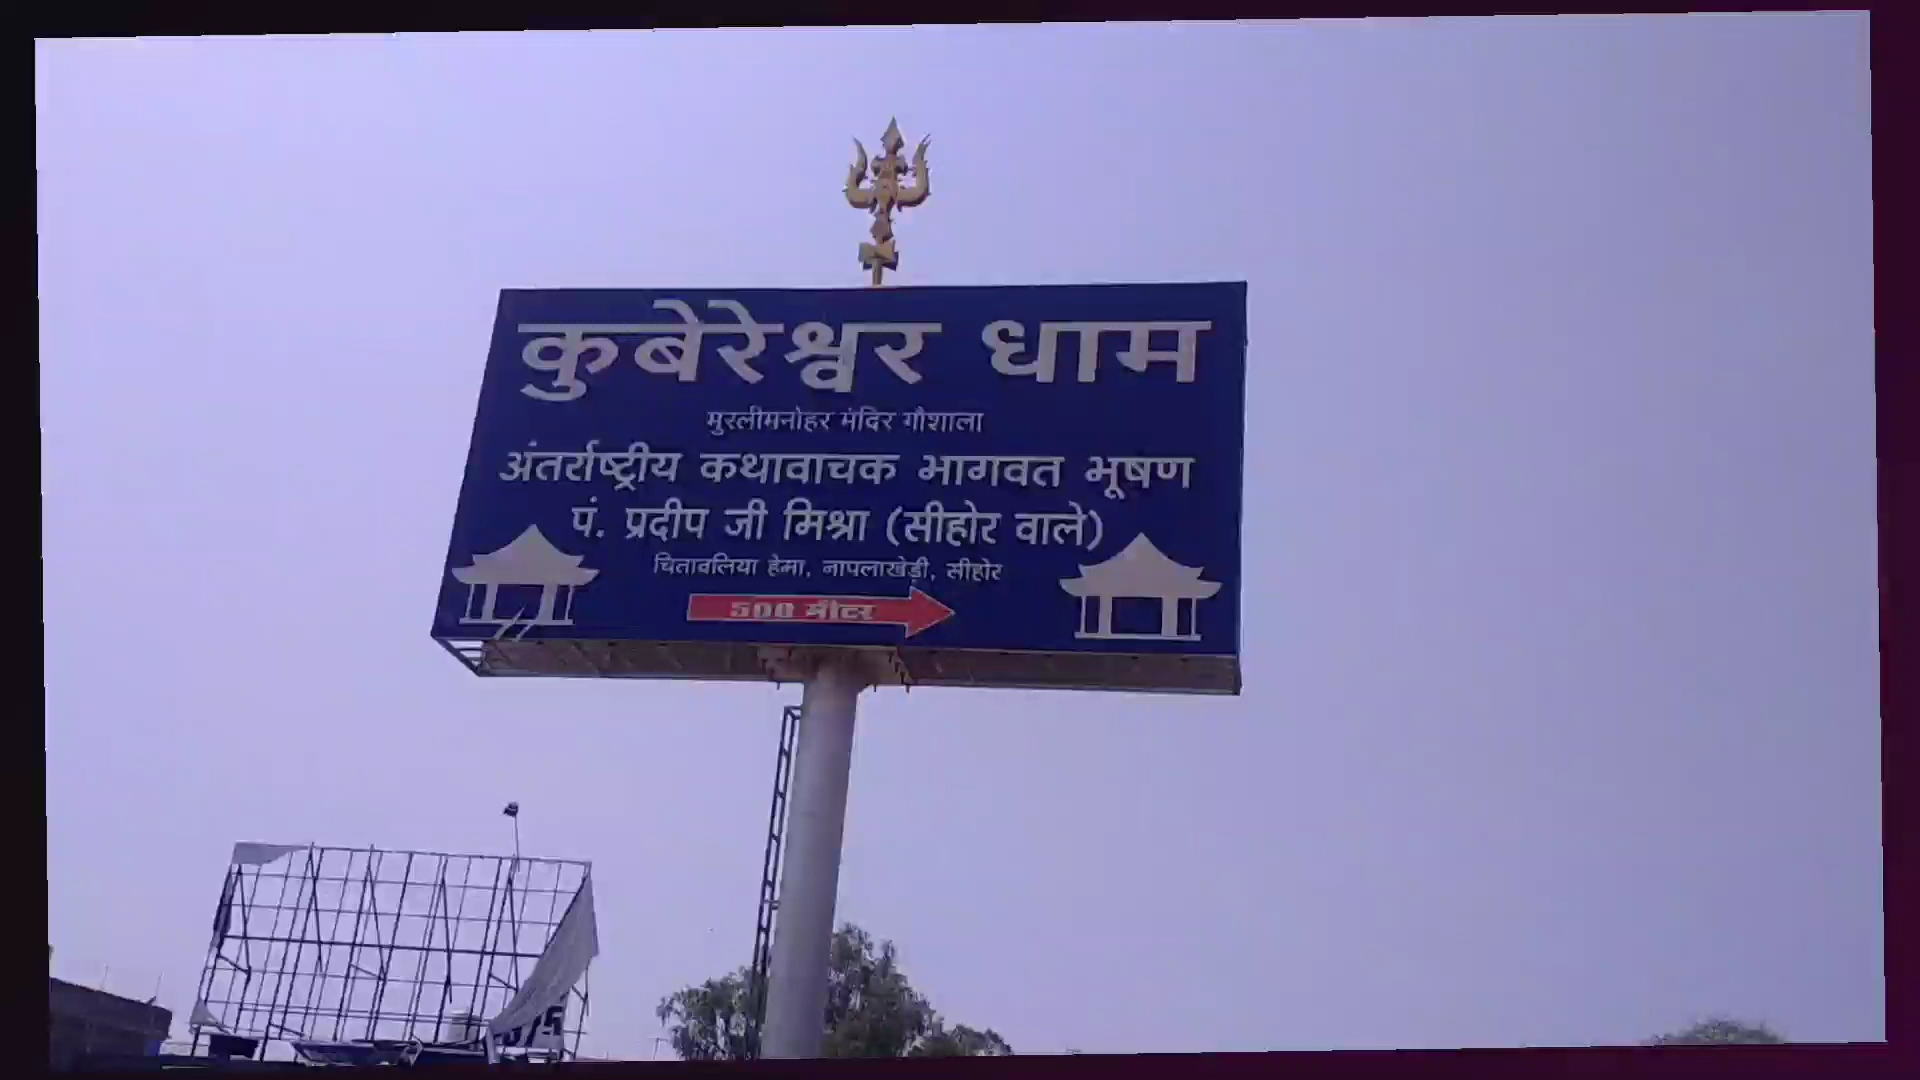 कुबेरेश्वर धाम
मुरलीमनोहर मंदिर गौशाला
अंतर्राष्ट्रीय कथावाचक भागवत भूषण
पं. प्रदीप जी मिश्रा (सीहोर वाले)
चितावलिया हेमा, नापलाखेड़ी, सीहोर
500 मीटर